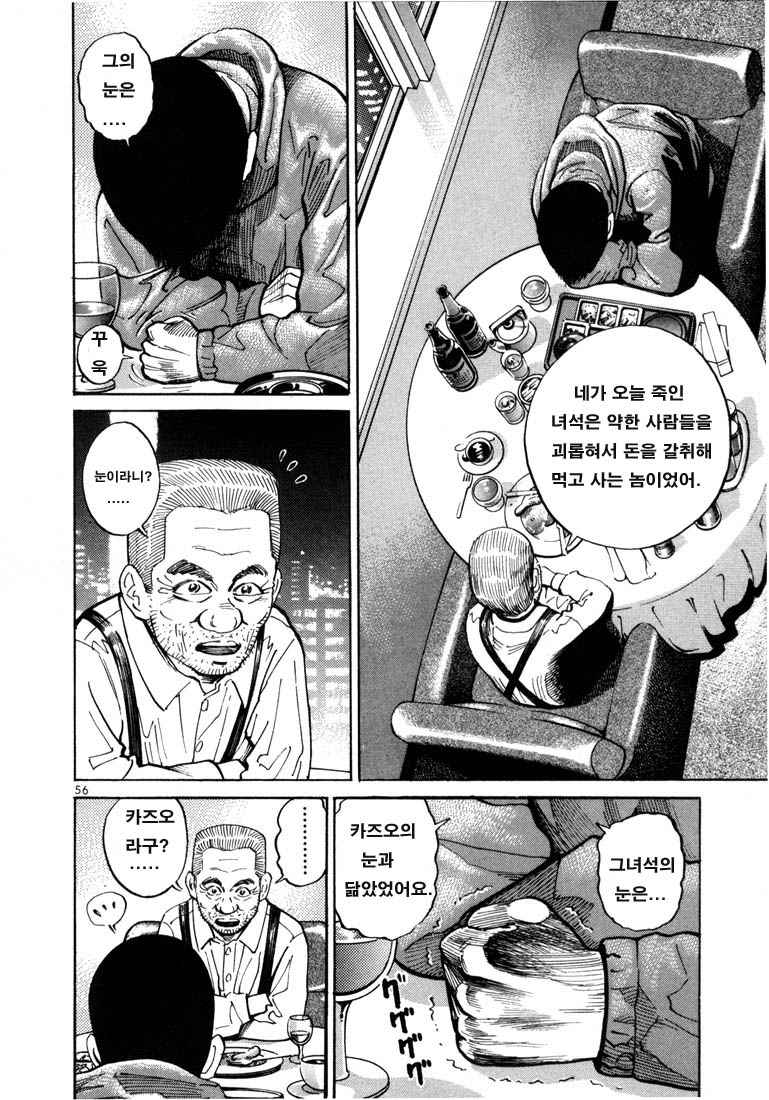 네가 오늘 죽인
녀석은 약한 사람들을
괴롭혀서 돈을 갈취해
먹고 사는 놈이었어.
그의
눈은
....
꾸
욱
눈이라니?
.....
56
그녀석의
눈은...
카즈오의
눈과
닮았었어요.
ググググ
.........
카즈오
라구?
.....